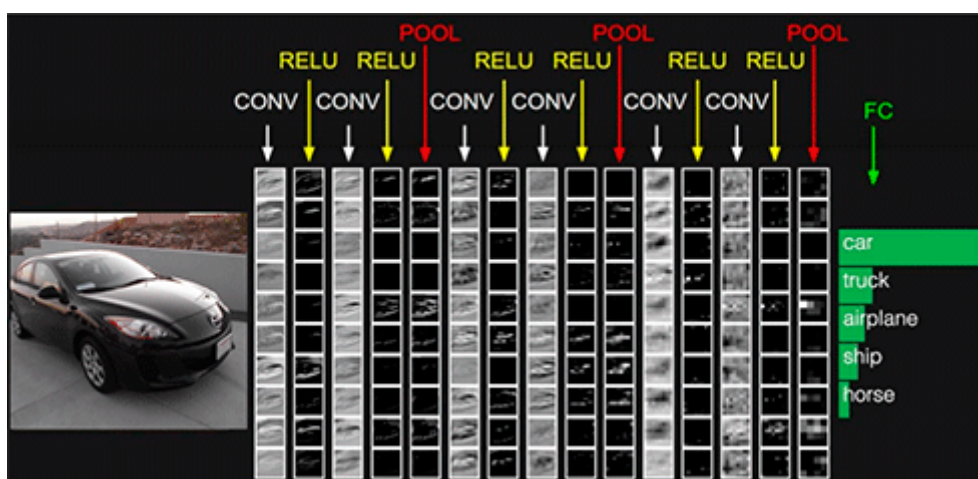 POOL POOL POOL
RELU RELU RELU RELU RELU RELU
CONV CONV CONV CONV CONV CONV
FC
car
truck
airplane
ship
horse